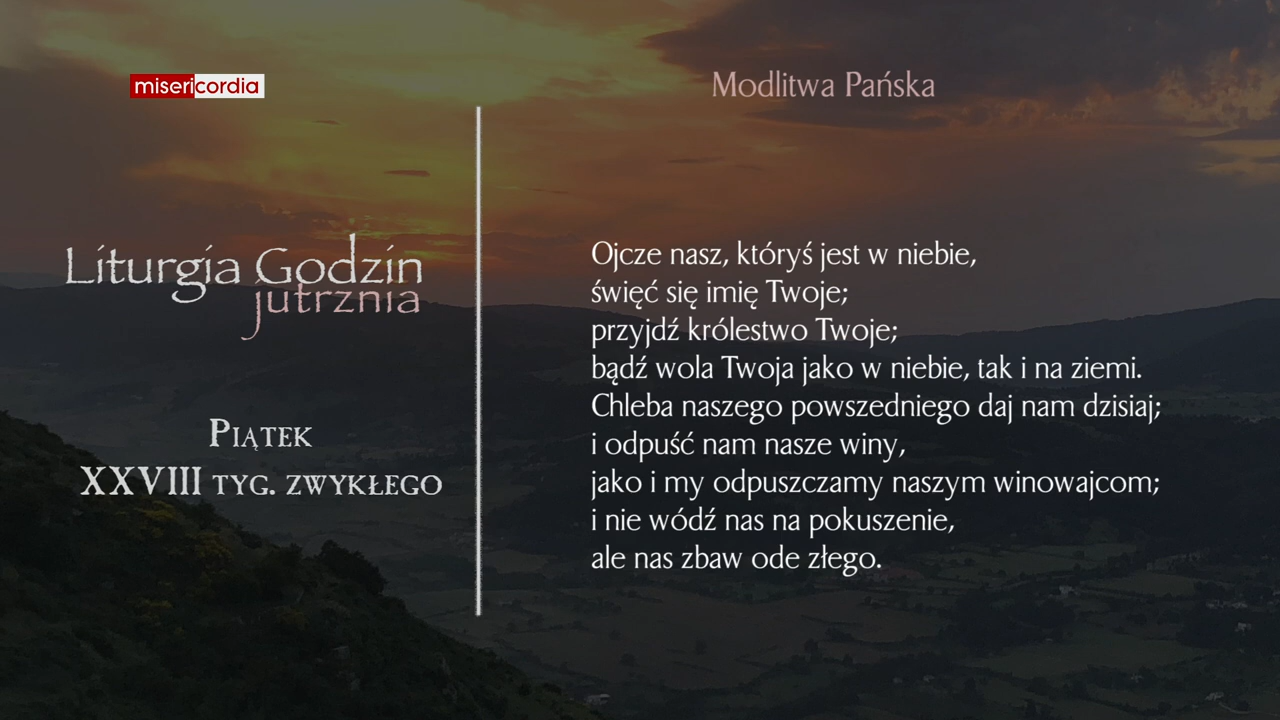 misericordia
Liturgia Godzin
jutrznia
Piątek
XXVIII tyg. zwykłego
Modlitwa Pańska
Ojcze nasz, któryś jest w niebie,
święć się imię Twoje;
przyjdź królestwo Twoje;
bądź wola Twoja jako w niebie, tak i na ziemi.
Chleba naszego powszedniego daj nam dzisiaj;
i odpuść nam nasze winy,
jako i my odpuszczamy naszym winowajcom;
i nie wódź nas na pokuszenie,
ale nas zbaw ode złego.